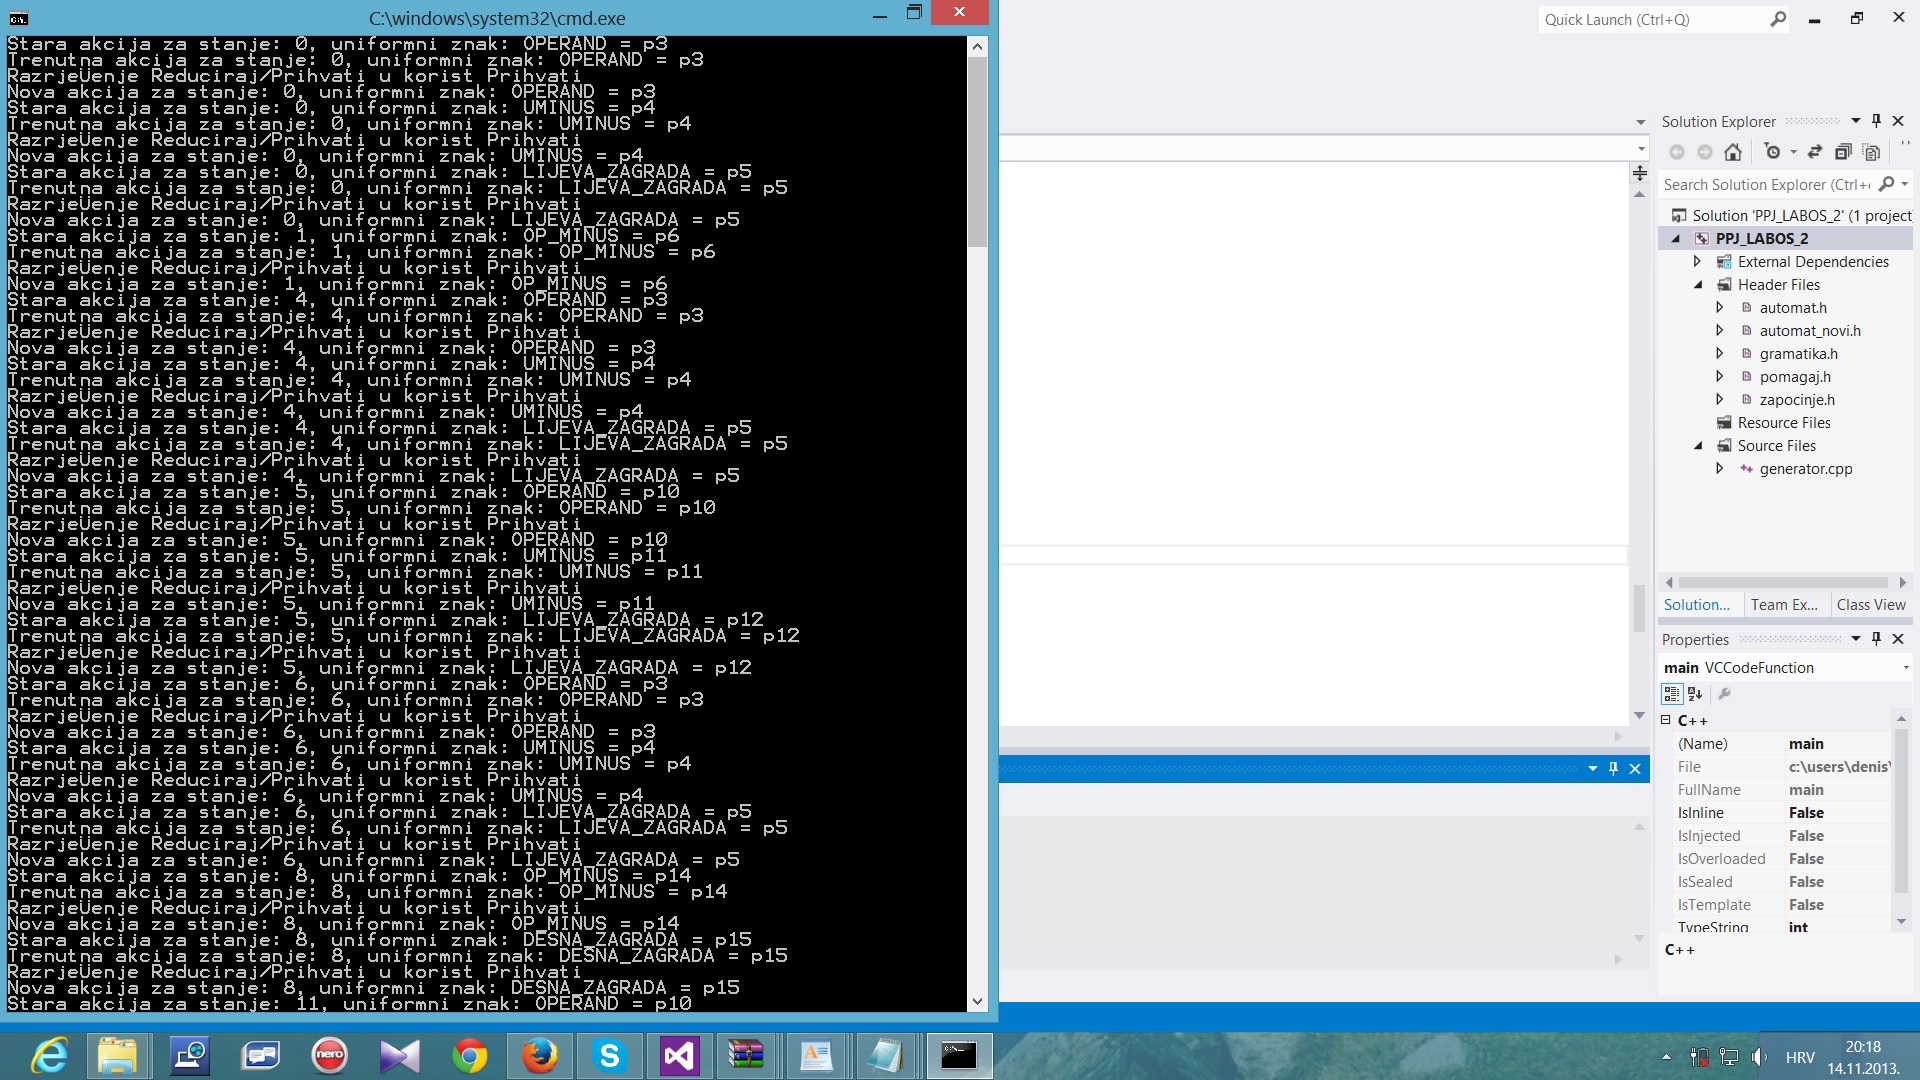 C:\windows\system32\cmd.exe
Stara akcija za stanje: 0, uniformni znak: OPERAND = p3
Trenutna akcija za stanje: 0, uniformni znak: OPERAND = p3
RazrjeÜenje Reduciraj/Prihvati u korist Prihvati
Nova akcija za stanje: 0, uniformni znak: OPERAND = p3
Stara akcija za stanje: 0, uniformni znak: UMINUS = p4
Trenutna akcija za stanje: 0, uniformni znak: UMINUS = p4
RazrjeÜenje Reduciraj/Prihvati u korist Prihvati
Nova akcija za stanje: 0, uniformni znak: UMINUS = p4
Stara akcija za stanje: 0, uniformni znak: LIJEVA_ZAGRADA = p5
Trenutna akcija za stanje: 0, uniformni znak: LIJEVA_ZAGRADA = p5
RazrjeÜenje Reduciraj/Prihvati u korist Prihvati
Nova akcija za stanje: 0, uniformni znak: LIJEVA_ZAGRADA = p5
Stara akcija za stanje: 1, uniformni znak: OP_MINUS = p6
Trenutna akcija za stanje: 1, uniformni znak: OP_MINUS = p6
RazrjeÜenje Reduciraj/Prihvati u korist Prihvati
Nova akcija za stanje: 1, uniformni znak: OP_MINUS = p6
Stara akcija za stanje: 4, uniformni znak: OPERAND = p3
Trenutna akcija za stanje: 4, uniformni znak: OPERAND = p3
RazrjeÜenje Reduciraj/Prihvati u korist Prihvati
Nova akcija za stanje: 4, uniformni znak: OPERAND = p3
Stara akcija za stanje: 4, uniformni znak: UMINUS = p4
Trenutna akcija za stanje: 4, uniformni znak: UMINUS = p4
RazrjeÜenje Reduciraj/Prihvati u korist Prihvati
Nova akcija za stanje: 4, uniformni znak: UMINUS = p4
Stara akcija za stanje: 4, uniformni znak: LIJEVA_ZAGRADA = p5
Trenutna akcija za stanje: 4, uniformni znak: LIJEVA_ZAGRADA = p5
RazrjeÜenje Reduciraj/Prihvati u korist Prihvati
Nova akcija za stanje: 4, uniformni znak: LIJEVA_ZAGRADA = p5
Stara akcija za stanje: 5, uniformni znak: OPERAND = p10
Trenutna akcija za stanje: 5, uniformni znak: OPERAND = p10
RazrjeÜenje Reduciraj/Prihvati u korist Prihvati
Nova akcija za stanje: 5, uniformni znak: OPERAND = p10
Stara akcija za stanje: 5, uniformni znak: UMINUS = p11
Trenutna akcija za stanje: 5, uniformni znak: UMINUS = p11
RazrjeÜenje Reduciraj/Prihvati u korist Prihvati
Nova akcija za stanje: 5, uniformni znak: UMINUS = p11
Stara akcija za stanje: 5, uniformni znak: LIJEVA_ZAGRADA = p12
Trenutna akcija za stanje: 5, uniformni znak: LIJEVA_ZAGRADA = p12
RazrjeÜenje Reduciraj/Prihvati u korist Prihvati
Nova akcija za stanje: 5, uniformni znak: LIJEVA_ZAGRADA = p12
Stara akcija za stanje: 6, uniformni znak: OPERAND = p3
Trenutna akcija za stanje: 6, uniformni znak: OPERAND = p3
RazrjeÜenje Reduciraj/Prihvati u korist Prihvati
Nova akcija za stanje: 6, uniformni znak: OPERAND = p3
Stara akcija za stanje: 6, uniformni znak: UMINUS = p4
Trenutna akcija za stanje: 6, uniformni znak: UMINUS = p4
RazrjeÜenje Reduciraj/Prihvati u korist Prihvati
Nova akcija za stanje: 6, uniformni znak: UMINUS = p4
Stara akcija za stanje: 6, uniformni znak: LIJEVA_ZAGRADA = p5
Trenutna akcija za stanje: 6, uniformni znak: LIJEVA_ZAGRADA = p5
RazrjeÜenje Reduciraj/Prihvati u korist Prihvati
Nova akcija za stanje: 6, uniformni znak: LIJEVA_ZAGRADA = p5
Stara akcija za stanje: 8, uniformni znak: OP_MINUS = p14
Trenutna akcija za stanje: 8, uniformni znak: OP_MINUS = p14
RazrjeÜenje Reduciraj/Prihvati u korist Prihvati
Nova akcija za stanje: 8, uniformni znak: OP_MINUS = p14
Stara akcija za stanje: 8, uniformni znak: DESNA_ZAGRADA = p15
Trenutna akcija za stanje: 8, uniformni znak: DESNA_ZAGRADA = p15
RazrjeÜenje Reduciraj/Prihvati u korist Prihvati
Nova akcija za stanje: 8, uniformni znak: DESNA_ZAGRADA = p15
Stara akcija za stanje: 11, uniformni znak: OPERAND = p10
Quick Launch (Ctrl+Q)
Solution Explorer
Search Solution Explorer (Ctrl+
Solution 'PPJ_LABOS_2' (1 project
PPJ_LABOS_2
External Dependencies
Header Files
automat.h
automat_novi.h
gramatika.h
pomagaj.h
zapocinje.h
Resource Files
Source Files
generator.cpp
Solution... Team Ex... Class View
Properties
main VCCodeFunction
C++
(Name) main
File c:\users\denis\
FullName main
IsInline False
IsInjected False
IsOverloaded False
IsSealed False
IsTemplate False
TypeString int
C++
nero
HRV
20:18
14.11.2013.